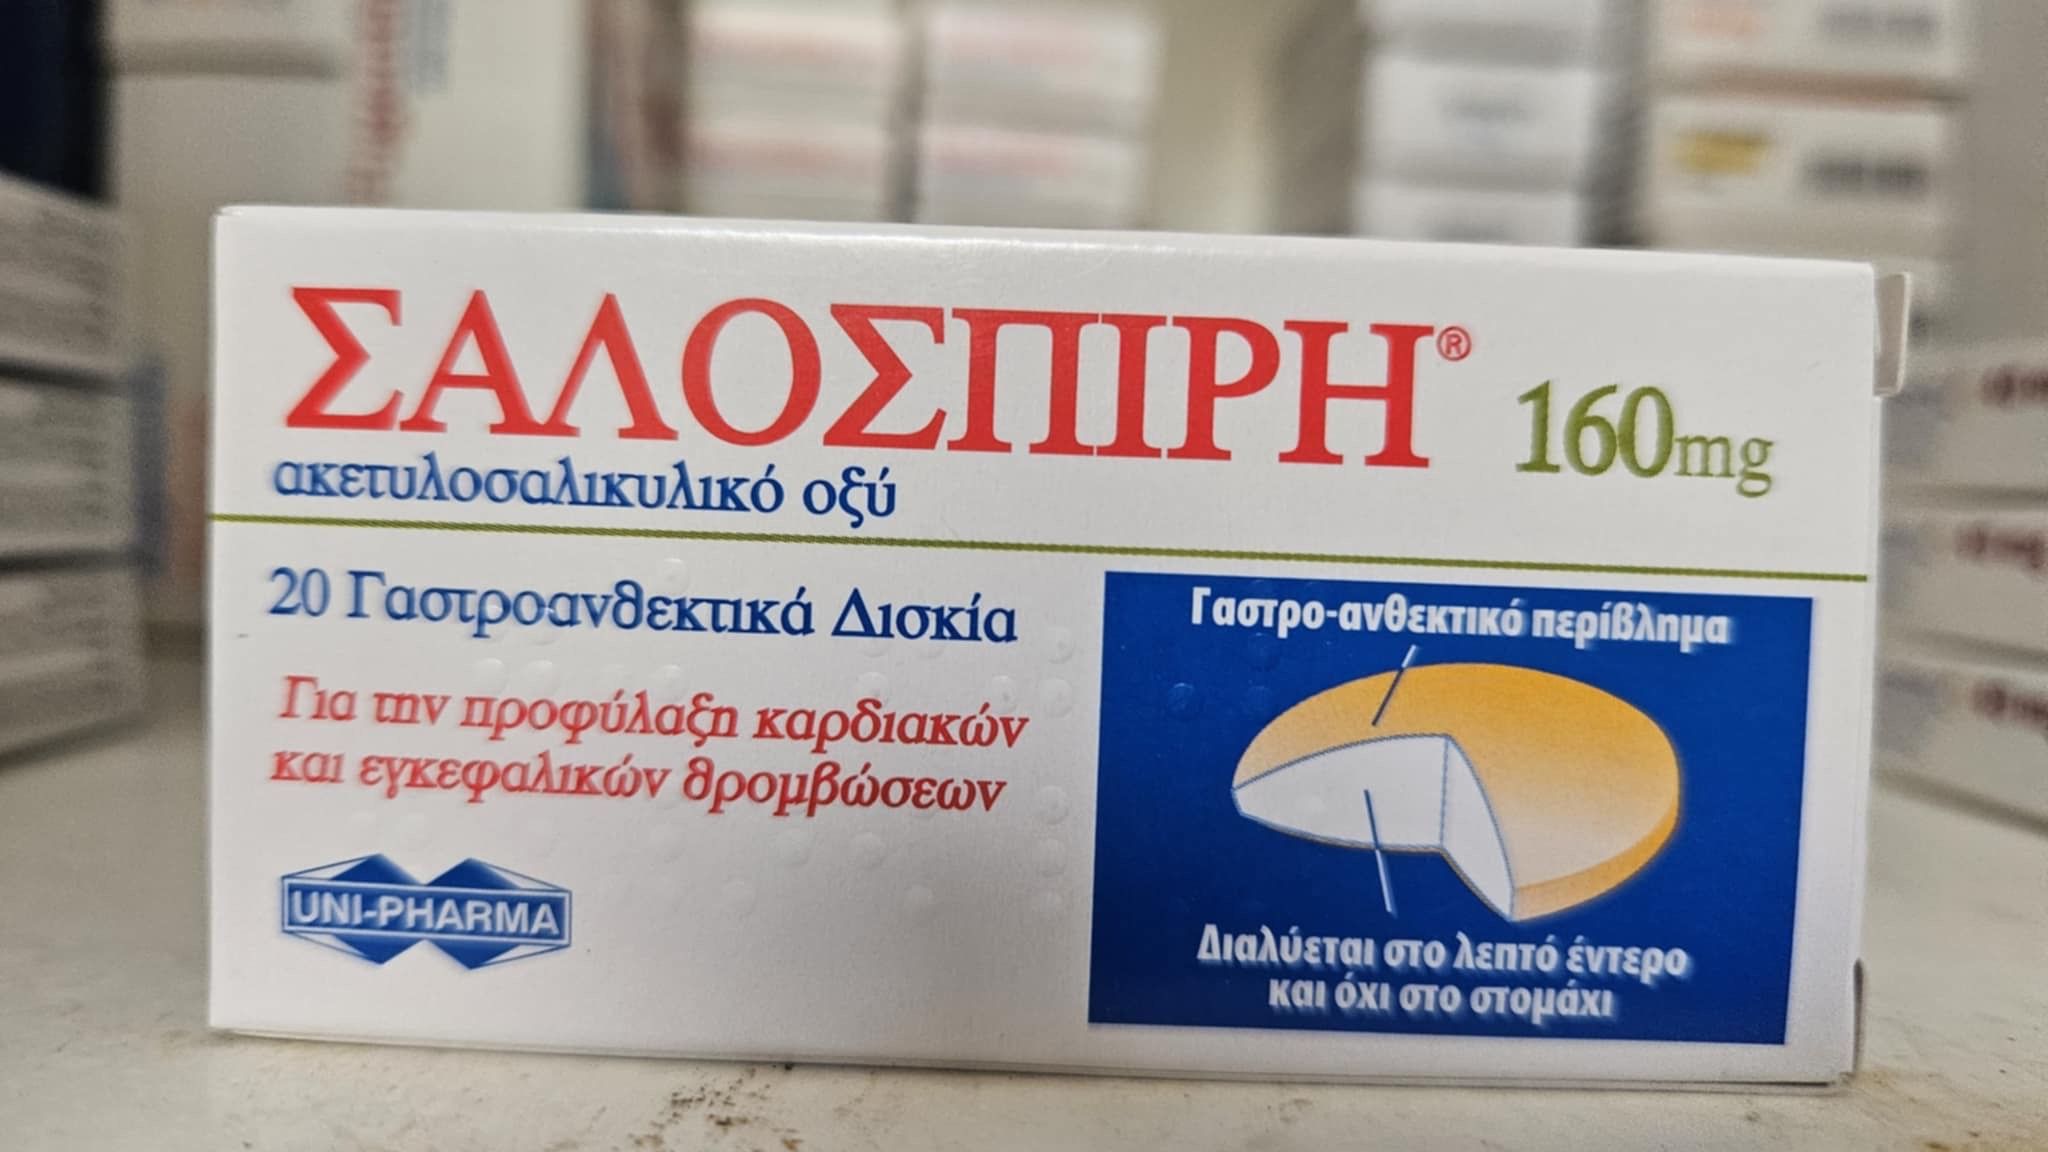 ΣΑΛΟΣΠΙΡΗ® 160mg
ακετυλοσαλικυλικό οξύ
20 Γαστροανθεκτικά Δισκία
Για την προφύλαξη καρδιακών
και εγκεφαλικών θρομβώσεων
UNI-PHARMA
Γαστρο-ανθεκτικό περίβλημα
Διαλύεται στο λεπτό έντερο
και όχι στο στομάχι